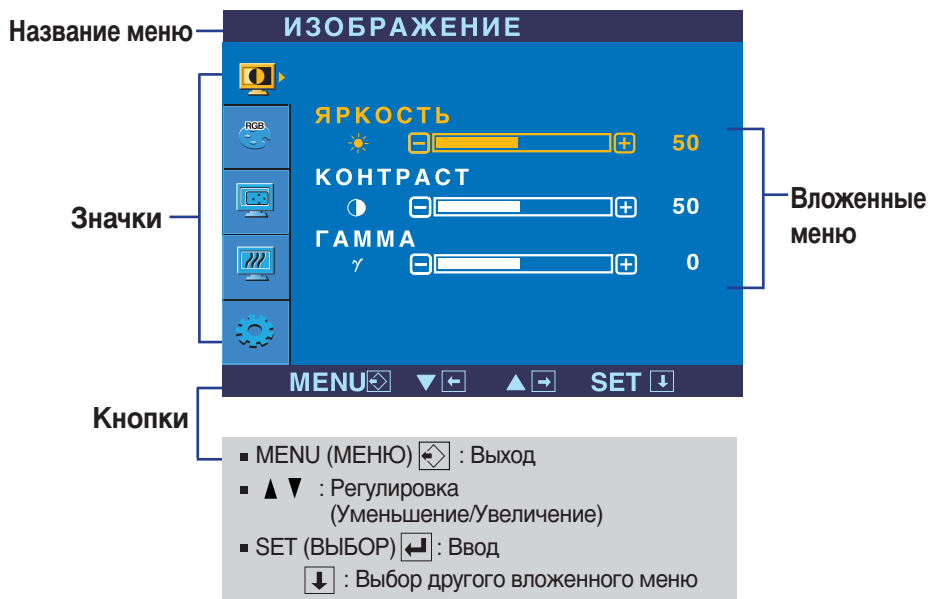 Название меню
ИЗОБРАЖЕНИЕ
RGB
ЯРКОСТЬ
50
КОНТРАСТ
50
ГАММА
γ
0
Значки
Вложенные
меню
MENU ▼ ← ▲ → SET ↓
Кнопки
▪ MENU (МЕНЮ) : Выход
▪ ▲ ▼ : Регулировка
(Уменьшение/Увеличение)
▪ SET (ВЫБОР) ↵ : Ввод
↓ : Выбор другого вложенного меню